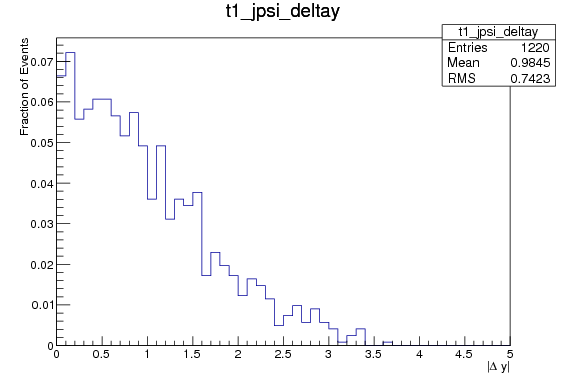 t1_jpsi_deltay
t1_jpsi_deltay
Entries 1220
Mean 0.9845
RMS 0.7423
Fraction of Events
0.07
0.06
0.05
0.04
0.03
0.02
0.01
0
0 0.5 1 1.5 2 2.5 3 3.5 4 4.5 5
|Δ y|